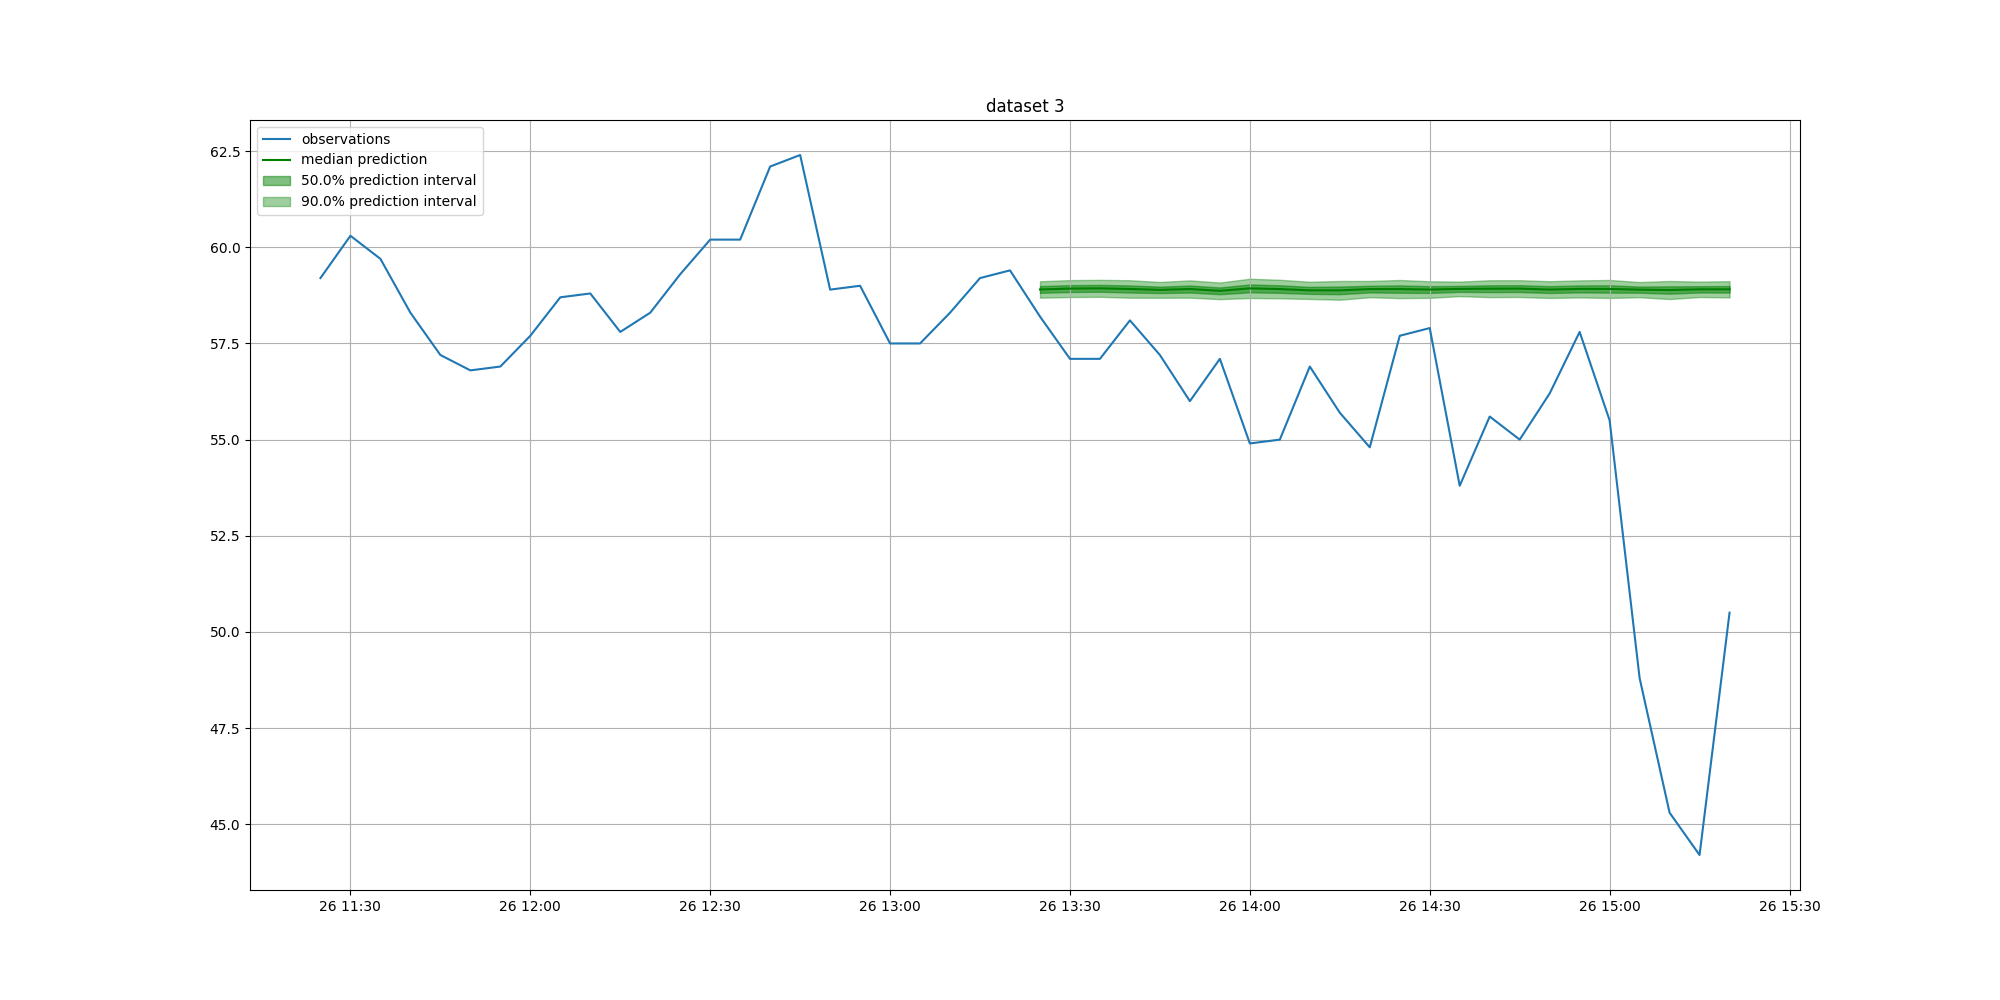 dataset 3
observations
median prediction
50.0% prediction interval
90.0% prediction interval
62.5
60.0
57.5
55.0
52.5
50.0
47.5
45.0
26 11:30 26 12:00 26 12:30 26 13:00 26 13:30 26 14:00 26 14:30 26 15:00 26 15:30